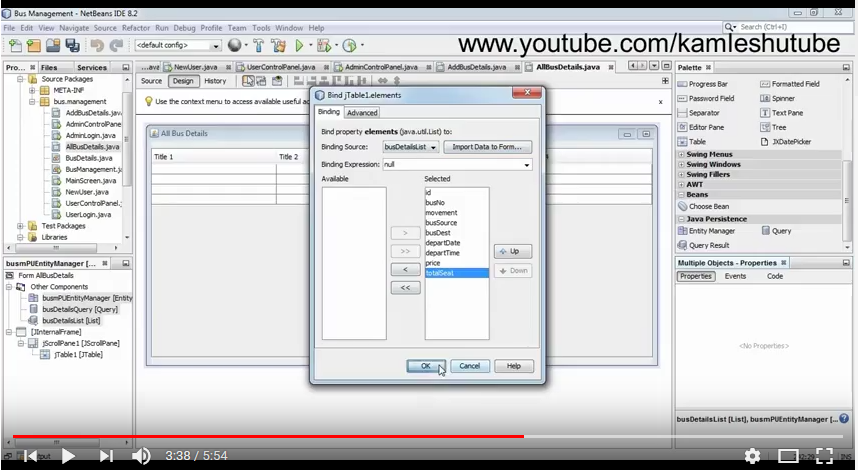 Bus Management - NetBeans IDE 8.2
File Edit View Navigate Source Refactor Run Debug Profile Team Tools Window Help
Search (Ctrl+I)
<default config>
www.youtube.com/kamleshutube
Pro... Files Services
...ava NewUser.java UserControlPanel.java AdminControlPanel.java AddBusDetails.java AllBusDetails.java
Palette
Source Design History
Use the context menu to access available useful ac
Source Packages
META-INF
bus.management
AddBusDetails.java
AdminControlPane
AdminLogin.java
AllBusDetails.java
BusDetails.java
BusManagement.ja
MainScreen.java
NewUser.java
UserControlPanel.j
UserLogin.java
Test Packages
Libraries
busmPUEntityManager [...
Form AllBusDetails
Other Components
busmPUEntityManager [Entity
busDetailsQuery [Query]
busDetailsList [List]
[JInternalFrame]
jScrollPane1 [JScrollPane]
jTable1 [JTable]
All Bus Details
Title 1 Title 2
Bind jTable1.elements
Binding Advanced
Bind property elements (java.util.List) to:
Binding Source: busDetailsList Import Data to Form...
Binding Expression: null
Available Selected
id
busNo
movement
busSource
busDest
departDate
departTime
price
totalSeat
>
>>
<
<<
Up
Down
OK Cancel Help
Progress Bar Formatted Field
Password Field Spinner
Separator Text Pane
Editor Pane Tree
Table JXDatePicker
Swing Menus
Swing Windows
Swing Fillers
AWT
Beans
Choose Bean
Java Persistence
Entity Manager Query
Query Result
Multiple Objects - Properties
Properties Events Code
<No Properties>
busDetailsList [List], busmPUEntityManager [...
3:38 / 5:54
INS